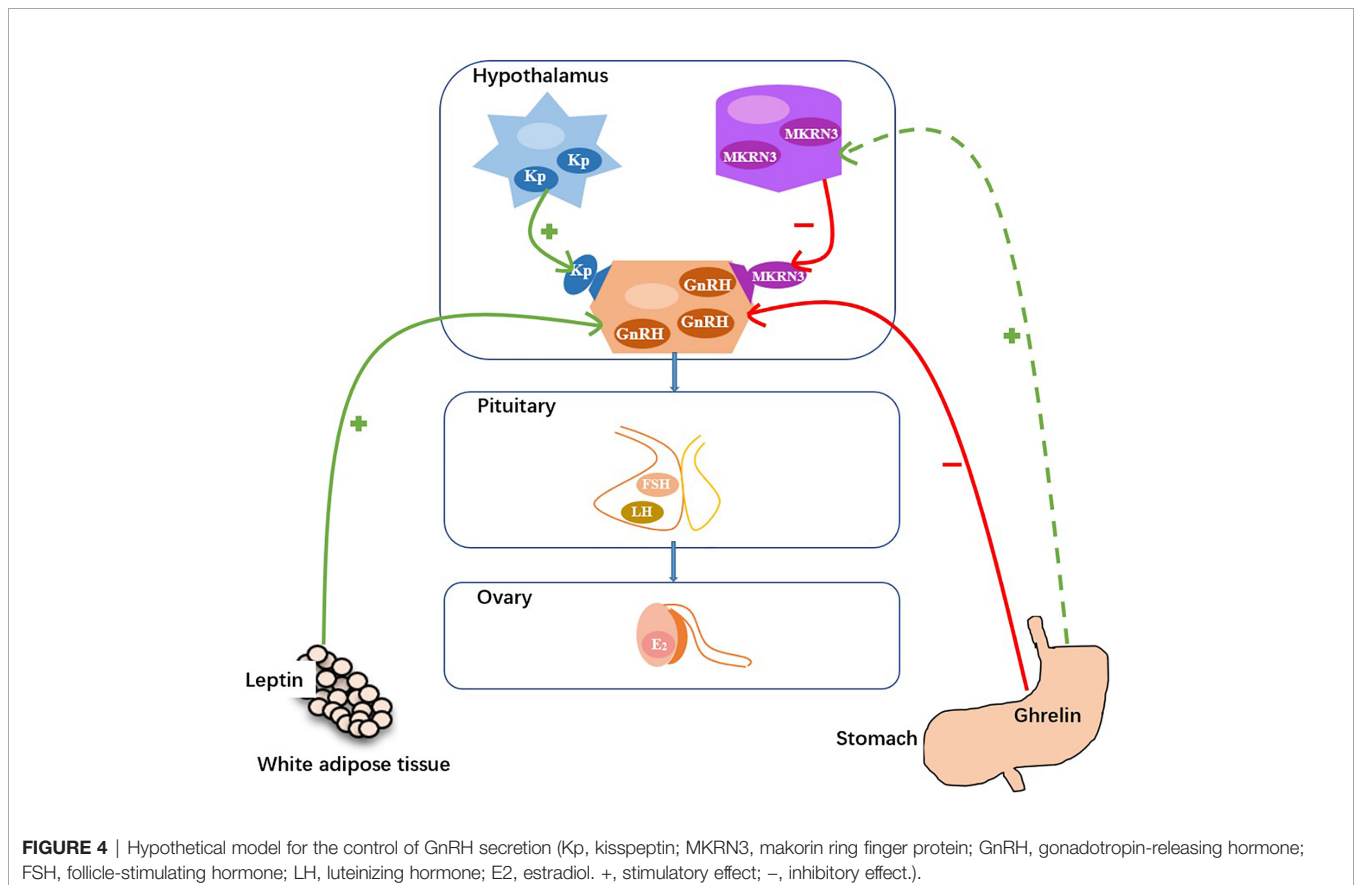 Hypothalamus
MKRN3
MKRN3
Kp
Kp
+
−
Kp
MKRN3
GnRH
GnRH
GnRH
+
+
−
Pituitary
FSH
LH
Ovary
E₂
Leptin
White adipose tissue
Ghrelin
Stomach
FIGURE 4 | Hypothetical model for the control of GnRH secretion (Kp, kisspeptin; MKRN3, makorin ring finger protein; GnRH, gonadotropin-releasing hormone;
FSH, follicle-stimulating hormone; LH, luteinizing hormone; E2, estradiol. +, stimulatory effect; −, inhibitory effect.).